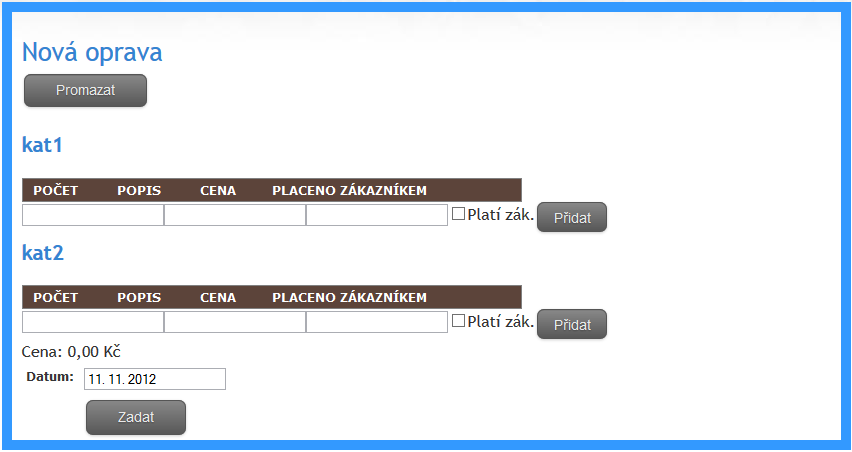 Nová oprava
Promazat
kat1
POČET POPIS CENA PLACENO ZÁKAZNÍKEM
Platí zák. Přidat
kat2
POČET POPIS CENA PLACENO ZÁKAZNÍKEM
Platí zák. Přidat
Cena: 0,00 Kč
Datum: 11. 11. 2012
Zadat